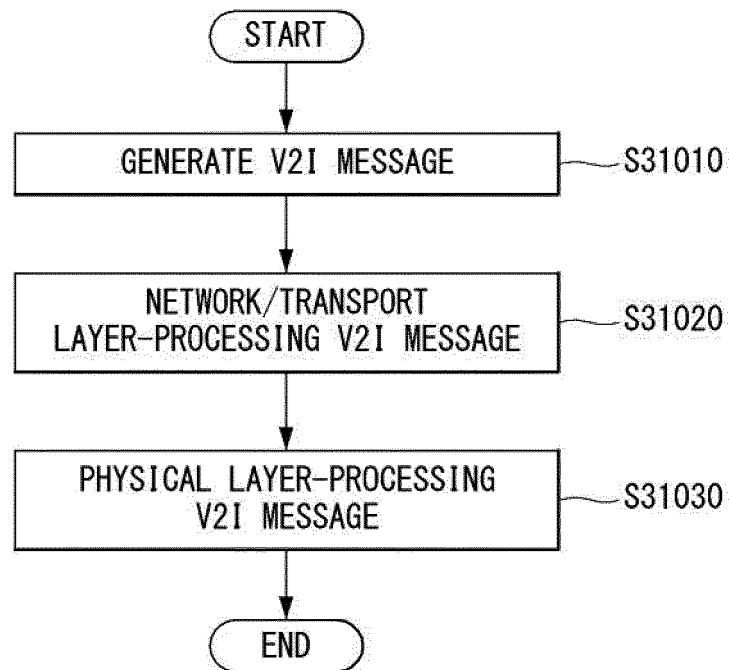 START
GENERATE V2I MESSAGE
S31010
NETWORK/TRANSPORT
LAYER-PROCESSING V2I MESSAGE
S31020
PHYSICAL LAYER-PROCESSING
V2I MESSAGE
S31030
END